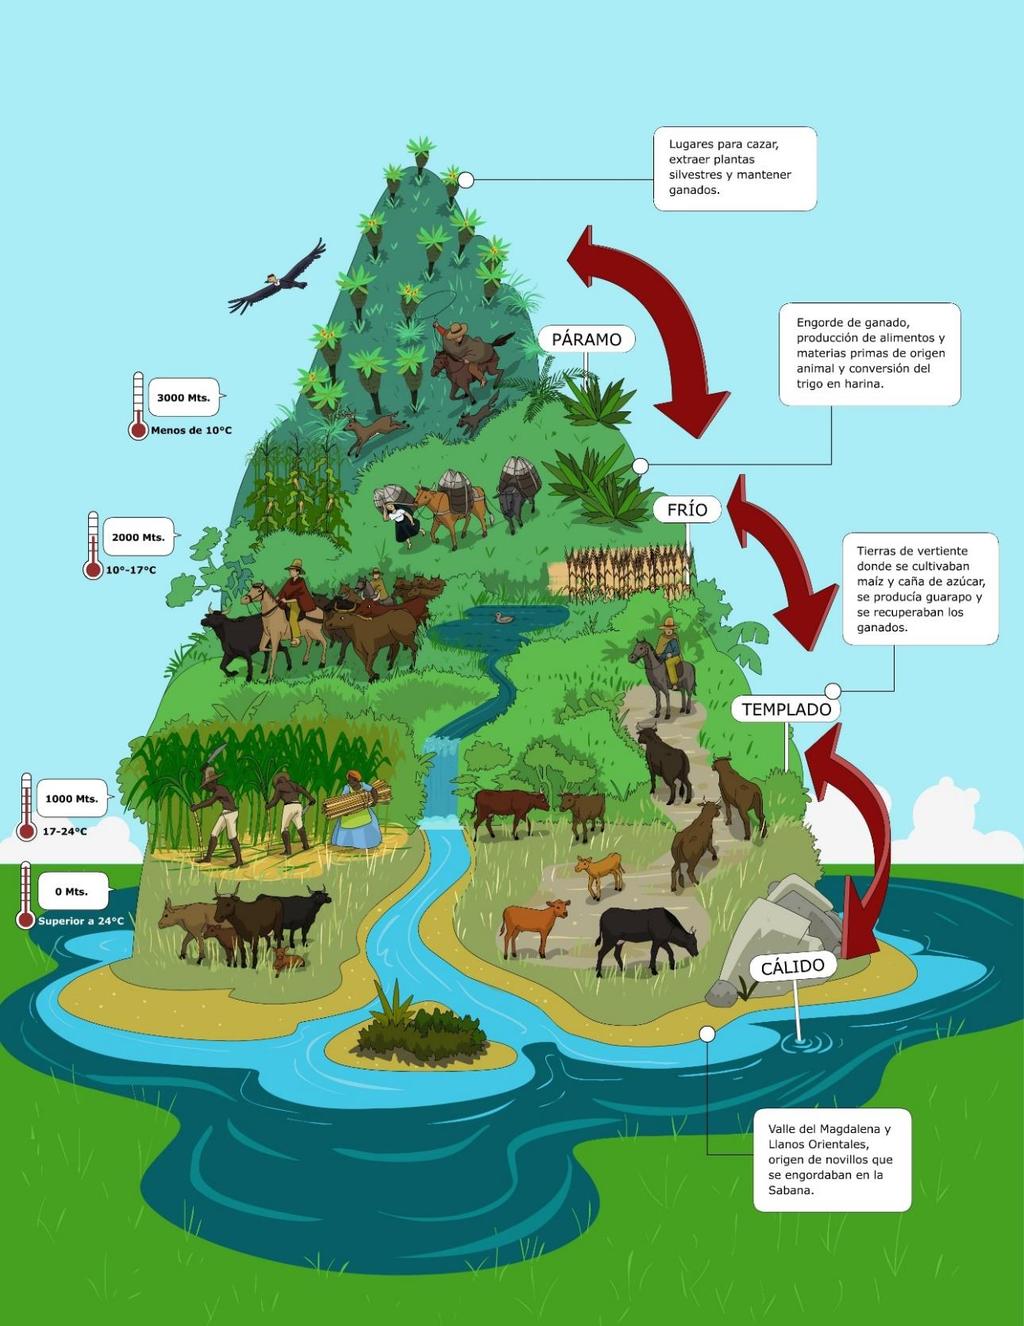 Lugares para cazar,
extraer plantas
silvestres y mantener
ganados.
PÁRAMO
Engorde de ganado,
producción de alimentos y
materias primas de origen
animal y conversión del
trigo en harina.
3000 Mts.
Menos de 10°C
FRÍO
2000 Mts.
10°-17°C
Tierras de vertiente
donde se cultivaban
maíz y caña de azúcar,
se producía guarapo y
se recuperaban los
ganados.
TEMPLADO
1000 Mts.
17-24°C
0 Mts.
Superior a 24°C
CÁLIDO
Valle del Magdalena y
Llanos Orientales,
origen de novillos que
se engordaban en la
Sabana.